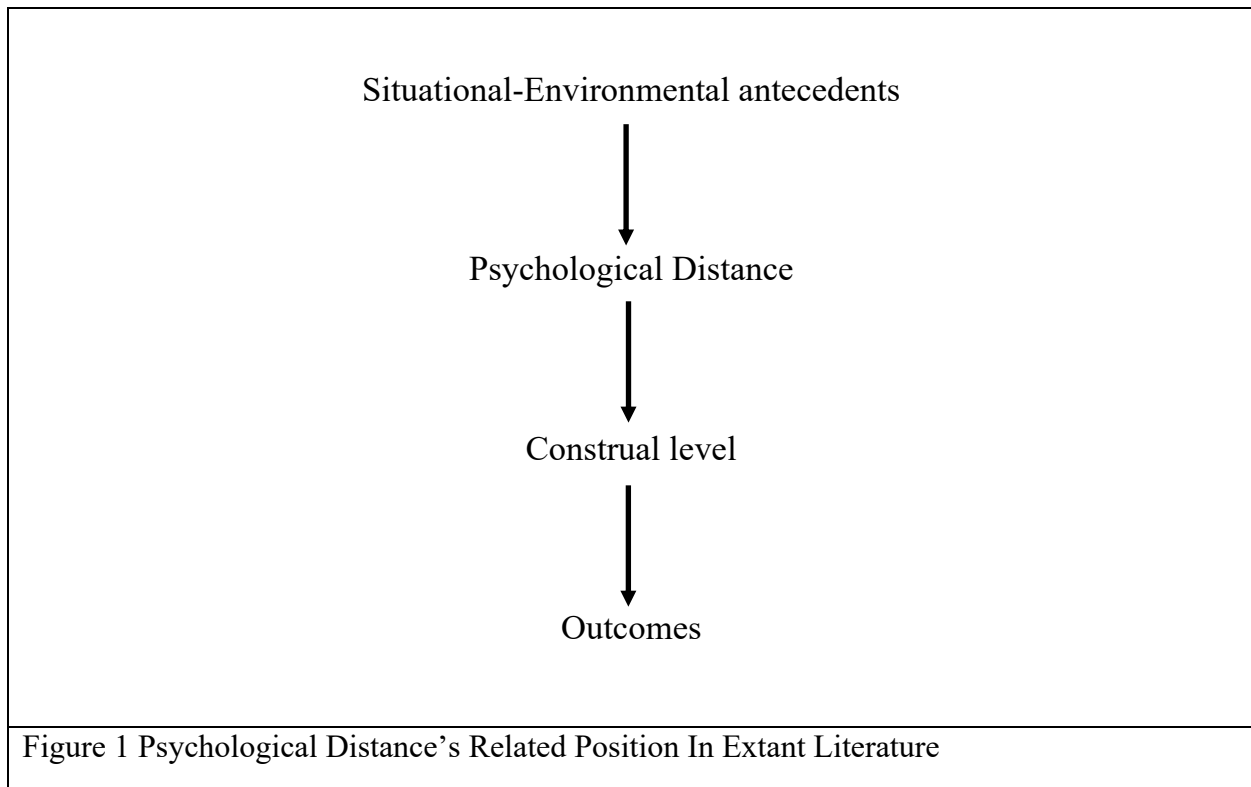 Situational-Environmental antecedents
Psychological Distance
Construal level
Outcomes
Figure 1 Psychological Distance’s Related Position In Extant Literature